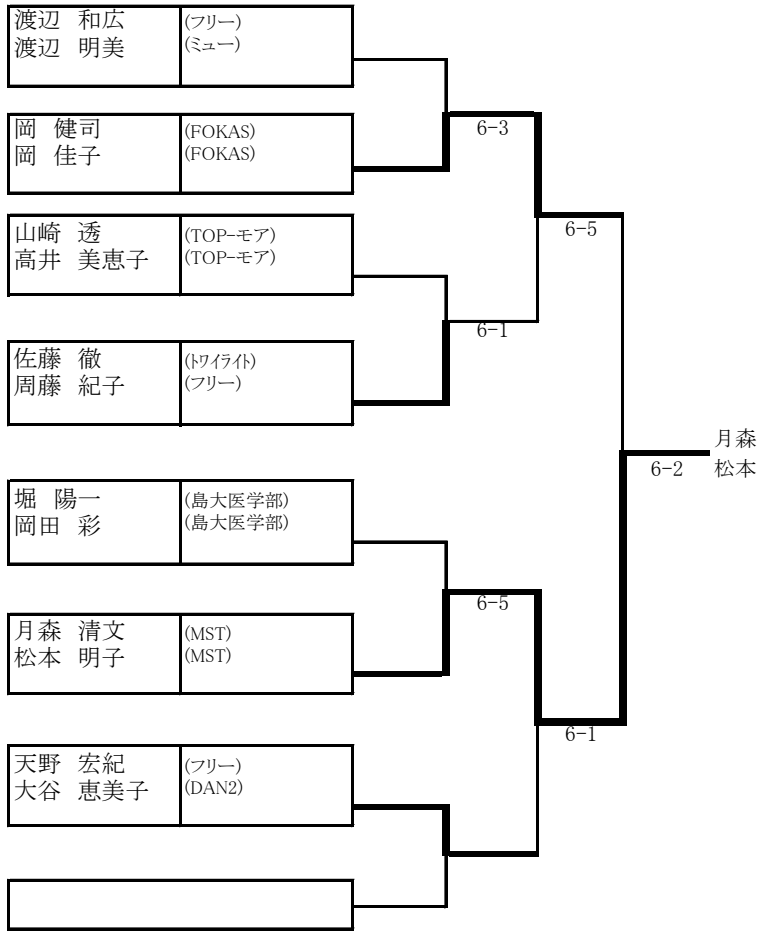 渡辺 和広 (フリー)
渡辺 明美 (ミュー)
岡 健司 (FOKAS)
岡 佳子 (FOKAS)
6-3
山崎 透 (TOP-モア)
高井 美恵子 (TOP-モア)
6-5
6-1
佐藤 徹 (トワイライト)
周藤 紀子 (フリー)
月森
松本
6-2
堀 陽一 (島大医学部)
岡田 彩 (島大医学部)
6-5
月森 清文 (MST)
松本 明子 (MST)
6-1
天野 宏紀 (フリー)
大谷 恵美子 (DAN2)